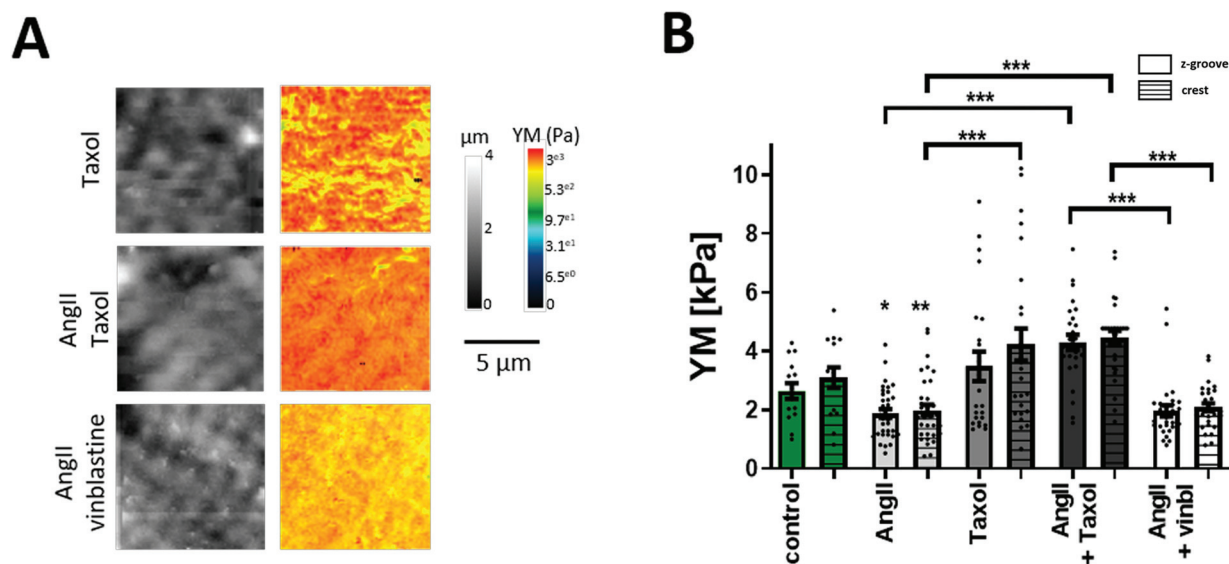 A
Taxol
AngII
Taxol
AngII
vinblastine
µm
4
2
0
YM (Pa)
3e³
5.3e²
9.7e¹
3.1e¹
6.5e⁰
0
5 µm
B
z-groove
crest
***
***
***
***
***
*
**
YM [kPa]
10
8
6
4
2
0
control
AngII
Taxol
AngII
+ Taxol
AngII
+ vinbl